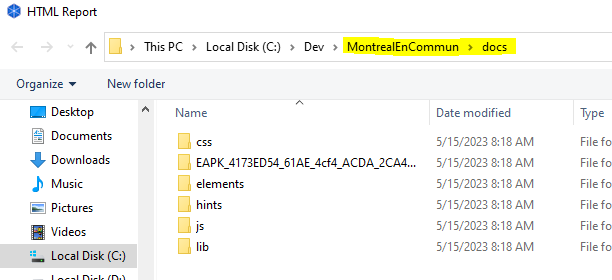 HTML Report
This PC > Local Disk (C:) > Dev > MontrealEnCommun > docs
Organize New folder
Name Date modified Type
Desktop
Documents
Downloads
Music
Pictures
Videos
Local Disk (C:)
Local Disk (D:)
css 5/15/2023 8:18 AM File fo
EAPK_4173ED54_61AE_4cf4_ACDA_2CA4... 5/15/2023 8:18 AM File fo
elements 5/15/2023 8:18 AM File fo
hints 5/15/2023 8:18 AM File fo
js 5/15/2023 8:18 AM File fo
lib 5/15/2023 8:18 AM File fo